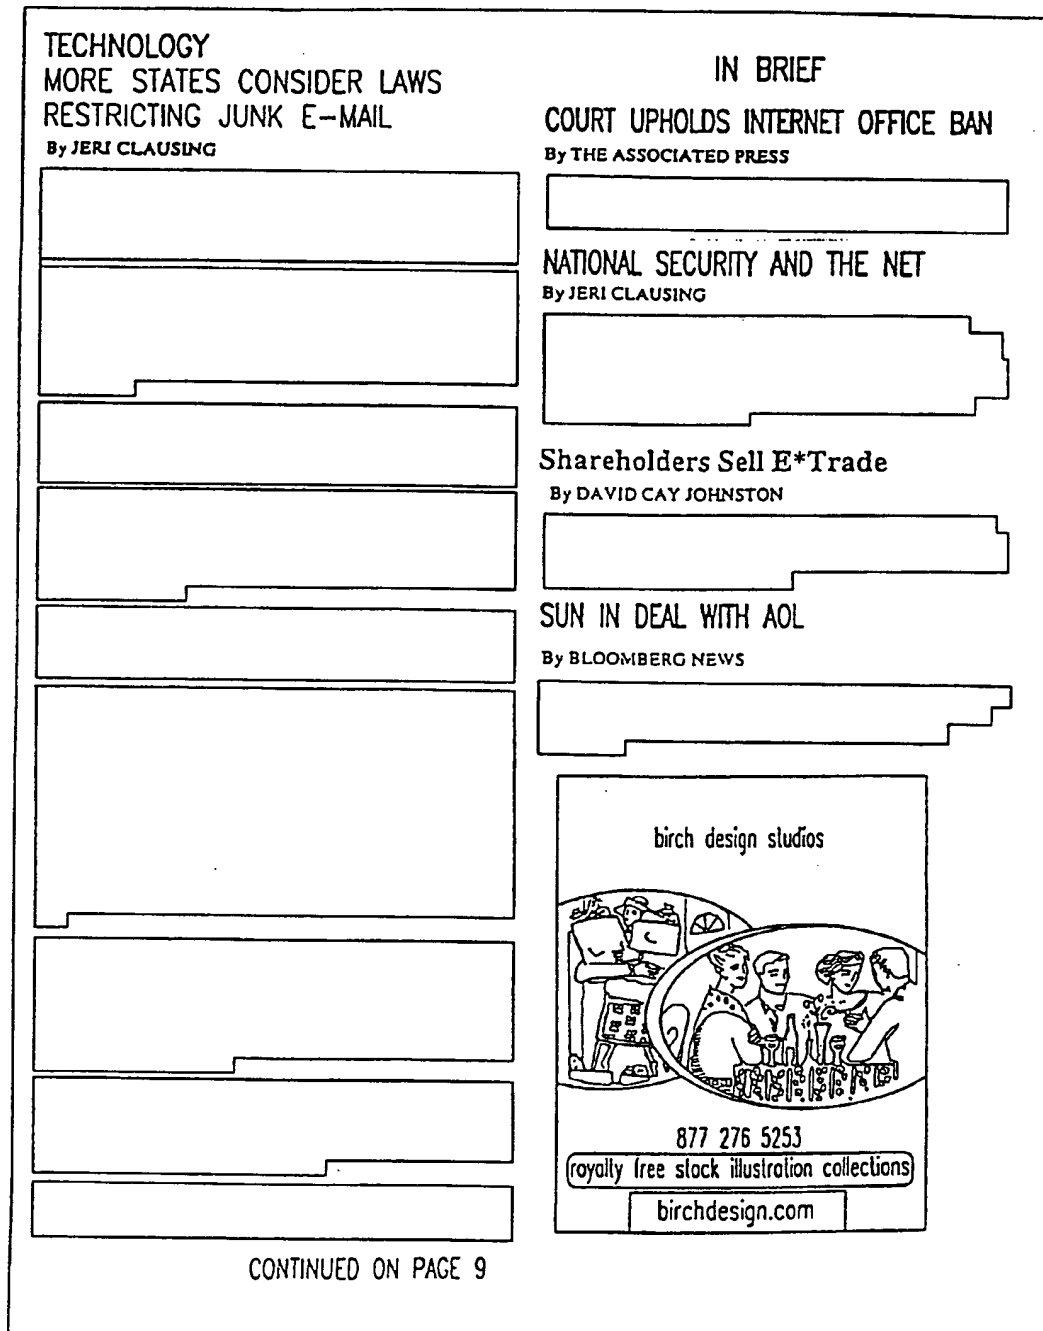 TECHNOLOGY
MORE STATES CONSIDER LAWS
RESTRICTING JUNK E-MAIL
By JERI CLAUSING
CONTINUED ON PAGE 9
IN BRIEF
COURT UPHOLDS INTERNET OFFICE BAN
By THE ASSOCIATED PRESS
NATIONAL SECURITY AND THE NET
By JERI CLAUSING
Shareholders Sell E*Trade
By DAVID CAY JOHNSTON
SUN IN DEAL WITH AOL
By BLOOMBERG NEWS
birch design studios
877 276 5253
royalty free stock illustration collections
birchdesign.com